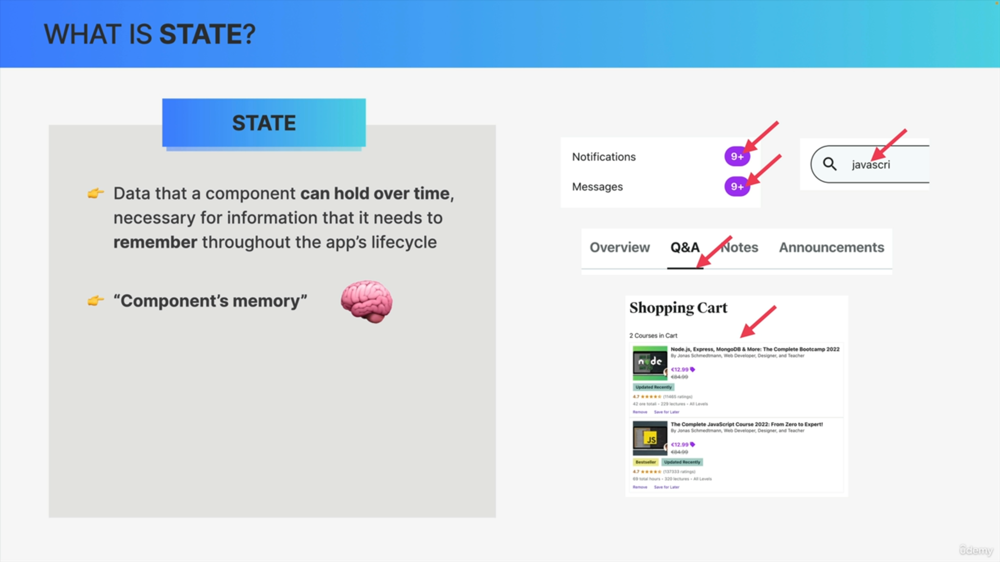 WHAT IS STATE?
STATE
👉 Data that a component can hold over time,
necessary for information that it needs to
remember throughout the app’s lifecycle
👉 “Component’s memory”
Notifications 9+
Messages 9+
javascri
Overview Q&A Notes Announcements
Shopping Cart
2 Courses in Cart
node
Node.js, Express, MongoDB & More: The Complete Bootcamp 2022
By Jonas Schmedtmann, Web Developer, Designer, and Teacher
€12.99
€84.99
Updated Recently
4.7 ★★★★★ (11465 ratings)
42 ore totali • 229 lectures • All Levels
Remove Save for Later
JS
The Complete JavaScript Course 2022: From Zero to Expert!
By Jonas Schmedtmann, Web Developer, Designer, and Teacher
€12.99
€84.99
Bestseller Updated Recently
4.7 ★★★★★ (137333 ratings)
69 total hours • 320 lectures • All Levels
Remove Save for Later
ûdemy